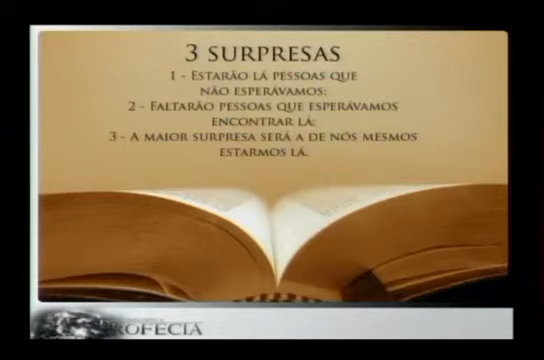 3 SURPRESAS
1 - ESTARÃO LÁ PESSOAS QUE
NÃO ESPERÁVAMOS;
2 - FALTARÃO PESSOAS QUE ESPERÁVAMOS
ENCONTRAR LÁ;
3 - A MAIOR SURPRESA SERÁ A DE NÓS MESMOS
ESTARMOS LÁ.
PROFECIA